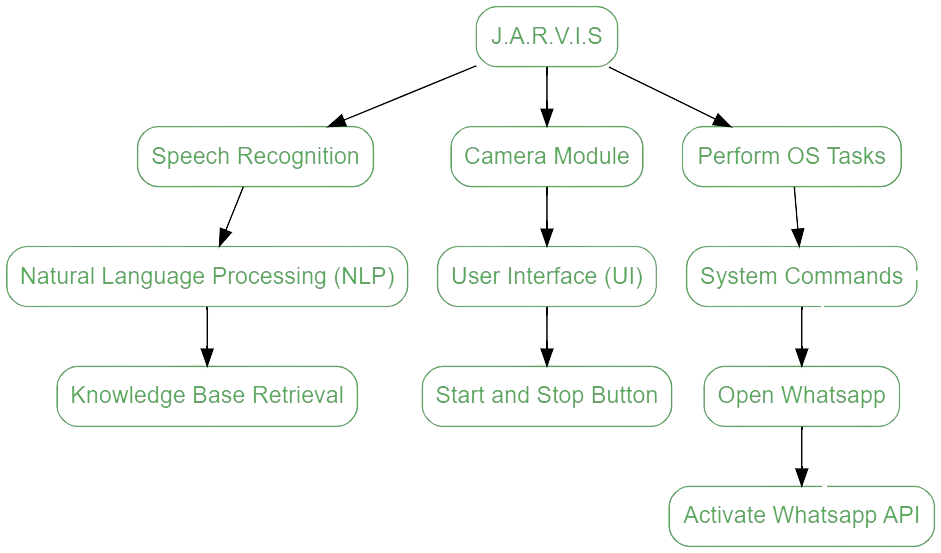 J.A.R.V.I.S
Speech Recognition
Camera Module
Perform OS Tasks
Natural Language Processing (NLP)
User Interface (UI)
System Commands
Knowledge Base Retrieval
Start and Stop Button
Open Whatsapp
Activate Whatsapp API